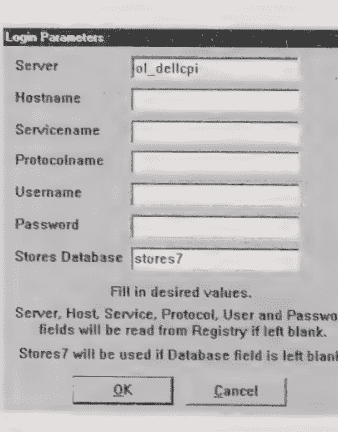 Login Parameters
Server ol_dellcpi
Hostname
Servicename
Protocolname
Username
Password
Stores Database stores7
Fill in desired values.
Server, Host, Service, Protocol, User and Passwo
fields will be read from Registry if left blank.
Stores7 will be used if Database field is left blank
OK Cancel